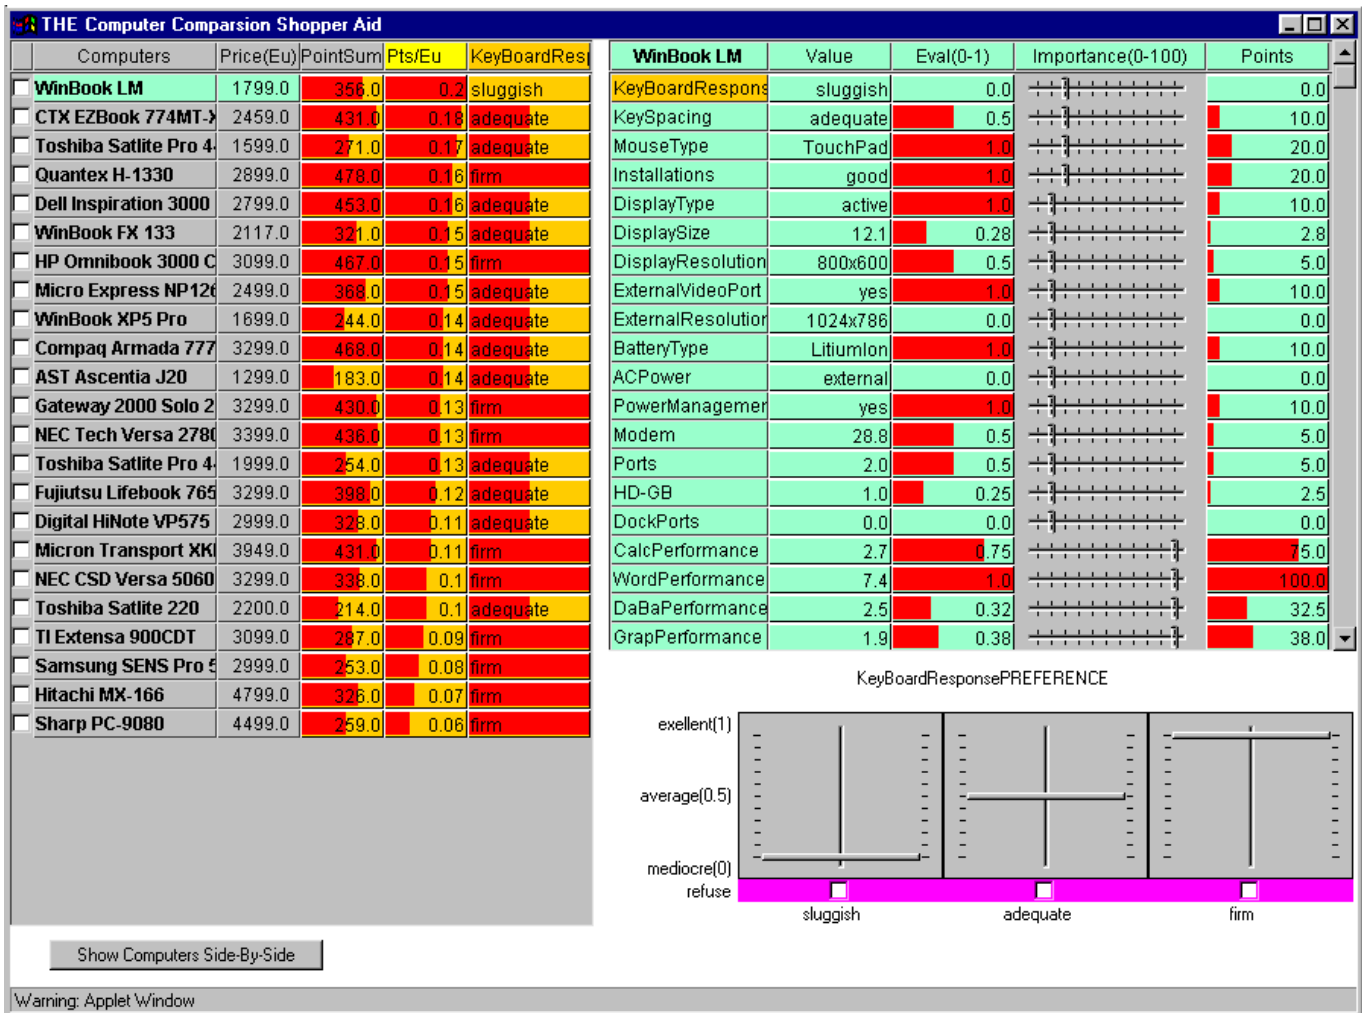 THE Computer Comparsion Shopper Aid
Computers Price(Eu) PointSum Pts/Eu KeyBoardRes
WinBook LM 1799.0 356.0 0.2 sluggish
CTX EZBook 774MT- 2459.0 431.0 0.18 adequate
Toshiba Satlite Pro 4 1599.0 271.0 0.17 adequate
Quantex H-1330 2899.0 478.0 0.16 firm
Dell Inspiration 3000 2799.0 453.0 0.16 adequate
WinBook FX 133 2117.0 321.0 0.15 adequate
HP Omnibook 3000 C 3099.0 467.0 0.15 firm
Micro Express NP126 2499.0 368.0 0.15 adequate
WinBook XP5 Pro 1699.0 244.0 0.14 adequate
Compaq Armada 777 3299.0 468.0 0.14 adequate
AST Ascentia J20 1299.0 183.0 0.14 adequate
Gateway 2000 Solo 2 3299.0 430.0 0.13 firm
NEC Tech Versa 2780 3399.0 436.0 0.13 firm
Toshiba Satlite Pro 4 1999.0 254.0 0.13 adequate
Fujiutsu Lifebook 765 3299.0 398.0 0.12 adequate
Digital HiNote VP575 2999.0 328.0 0.11 adequate
Micron Transport XK 3949.0 431.0 0.11 firm
NEC CSD Versa 5060 3299.0 338.0 0.1 firm
Toshiba Satlite 220 2200.0 214.0 0.1 adequate
TI Extensa 900CDT 3099.0 287.0 0.09 firm
Samsung SENS Pro 5 2999.0 253.0 0.08 firm
Hitachi MX-166 4799.0 326.0 0.07 firm
Sharp PC-9080 4499.0 259.0 0.06 firm
Show Computers Side-By-Side
WinBook LM Value Eval(0-1) Importance(0-100) Points
KeyBoardRespons sluggish 0.0 0.0
KeySpacing adequate 0.5 10.0
MouseType TouchPad 1.0 20.0
Installations good 1.0 20.0
DisplayType active 1.0 10.0
DisplaySize 12.1 0.28 2.8
DisplayResolution 800x600 0.5 5.0
ExternalVideoPort yes 1.0 10.0
ExternalResolution 1024x786 0.0 0.0
BatteryType LitiumIon 1.0 10.0
ACPower external 0.0 0.0
PowerManagemer yes 1.0 10.0
Modem 28.8 0.5 5.0
Ports 2.0 0.5 5.0
HD-GB 1.0 0.25 2.5
DockPorts 0.0 0.0 0.0
CalcPerformance 2.7 0.75 75.0
WordPerformance 7.4 1.0 100.0
DaBaPerformance 2.5 0.32 32.5
GrapPerformance 1.9 0.38 38.0
KeyBoardResponsePREFERENCE
exellent(1)
average(0.5)
mediocre(0)
refuse
sluggish adequate firm
Warning: Applet Window